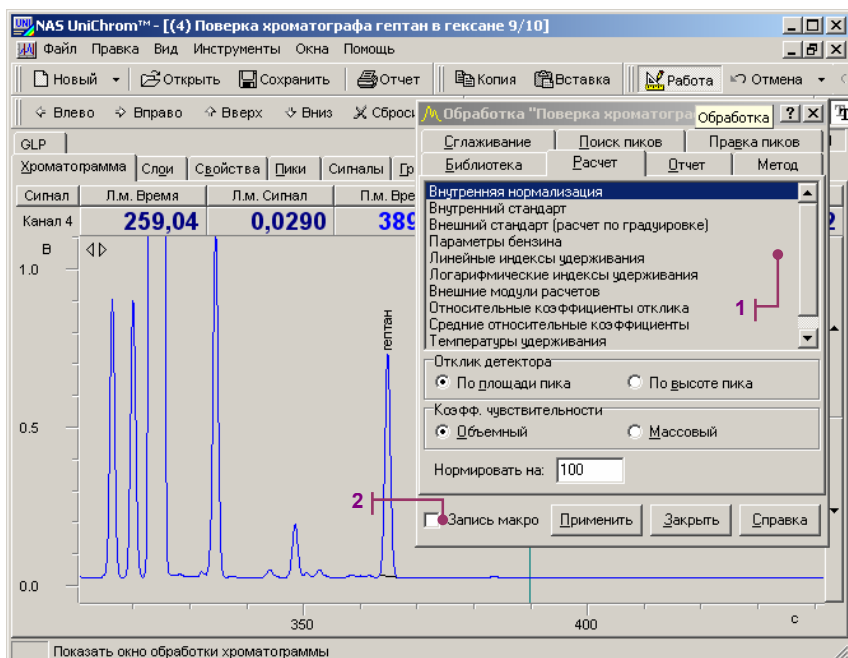 NAS UniChrom™ - [(4) Поверка хроматографа гептан в гексане 9/10]
Файл Правка Вид Инструменты Окна Помощь
Новый Открыть Сохранить Отчет Копия Вставка Работа Отмена
Влево Вправо Вверх Вниз
Обработка "Поверка
Обработка
GLP
Хроматограмма Слои Свойства Пики Сигналы
Сглаживание Поиск пиков Правка пиков
Библиотека Расчет Отчет Метод
Сигнал Л.м. Время Л.м. Сигнал
Канал 4 259,04 0,0290 389
Внутренняя нормализация
Внутренний стандарт
Внешний стандарт (расчет по градуировке)
Параметры бензина
Линейные индексы удерживания
Логарифмические индексы удерживания
Внешние модули расчетов
Относительные коэффициенты отклика
Средние относительные коэффициенты
Температуры удерживания
1
Отклик детектора
По площади пика По высоте пика
Коэфф. чувствительности
Объемный Массовый
Нормировать на: 100
2
Запись макро Применить Закрыть Справка
В
1.0
0.5
0.0
гептан
350 400 с
Показать окно обработки хроматограммы